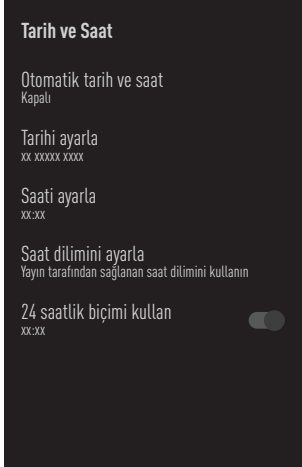 Tarih ve Saat
Otomatik tarih ve saat
Kapalı
Tarihi ayarla
xx xxxxx xxxx
Saati ayarla
xx:xx
Saat dilimini ayarla
Yayın tarafından sağlanan saat dilimini kullanın
24 saatlik biçimi kullan
xx:xx